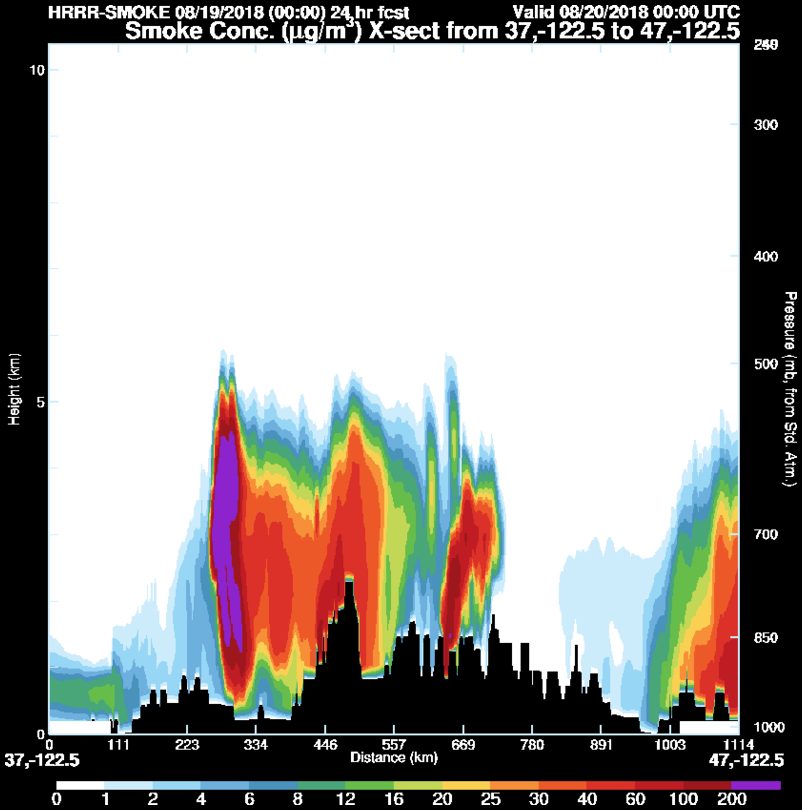 HRRR-SMOKE 08/19/2018 (00:00) 24 hr fcst Valid 08/20/2018 00:00 UTC
Smoke Conc. (μg/m³) X-sect from 37,-122.5 to 47,-122.5
10
5
0
Height (km)
240
300
400
500
700
850
1000
Pressure (mb, from Std. Atm.)
0 111 223 334 446 557 669 780 891 1003 1114
37,-122.5 Distance (km) 47,-122.5
0 1 2 4 6 8 12 16 20 25 30 40 60 100 200